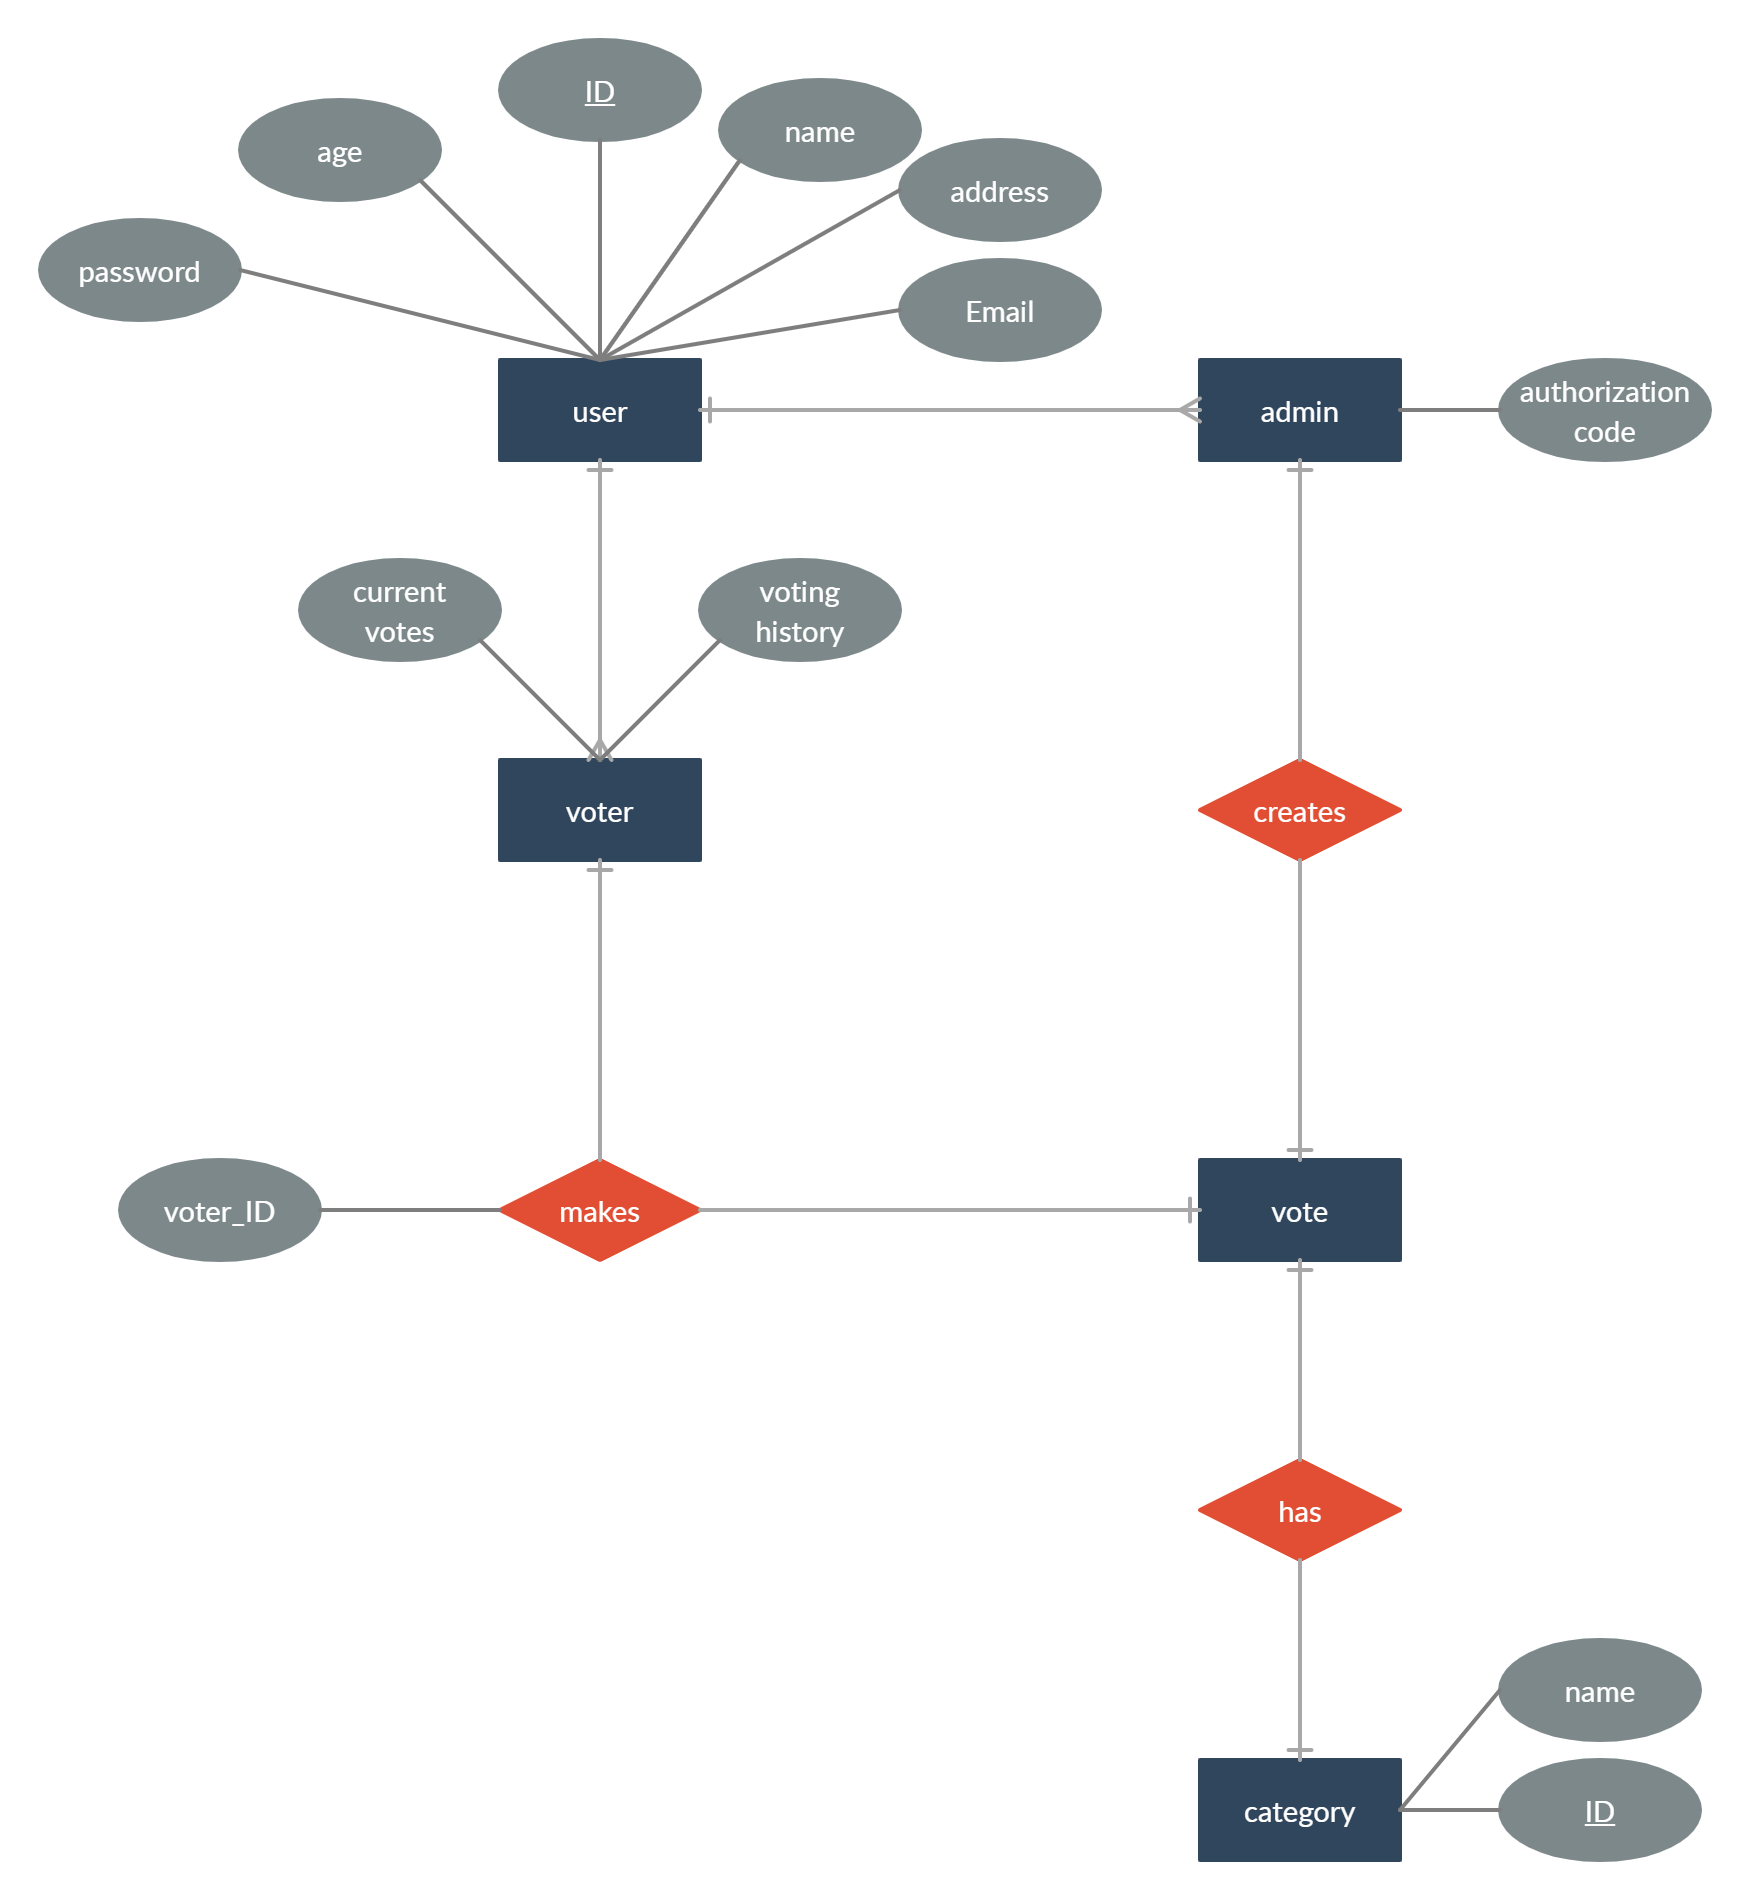 ID
name
age
address
password
Email
user
admin
authorization
code
current
votes
voting
history
voter
creates
voter_ID
makes
vote
has
name
category
ID